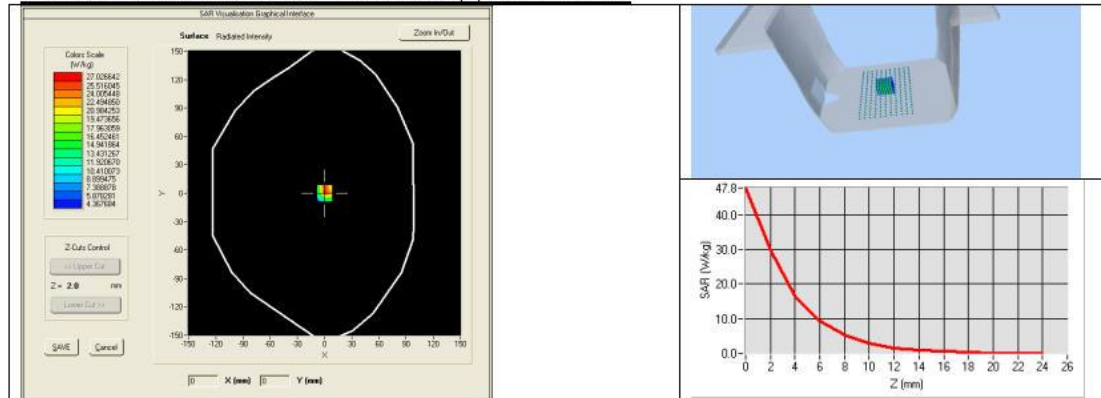 SAR Visualisation Graphical Interface
Surface Radiated Intensity
Zoom In/Out
Colors Scale
(W/kg)
27.026642
25.516045
24.005448
22.494850
20.984253
19.473656
17.963059
16.452461
14.941864
13.431267
11.920670
10.410073
8.899475
7.388878
5.878281
4.367684
Z-Cuts Control
<< Upper Cut
Z = 2.0 mm
Lower Cut >>
SAVE Cancel
150
120
90
60
30
0
-30
-60
-90
-120
-150
Y
-150 -120 -90 -60 -30 0 30 60 90 120 150
X
0 X (mm) 0 Y (mm)
47.8
40.0
30.0
20.0
10.0
0.0
SAR (W/kg)
0 2 4 6 8 10 12 14 16 18 20 22 24 26
Z (mm)